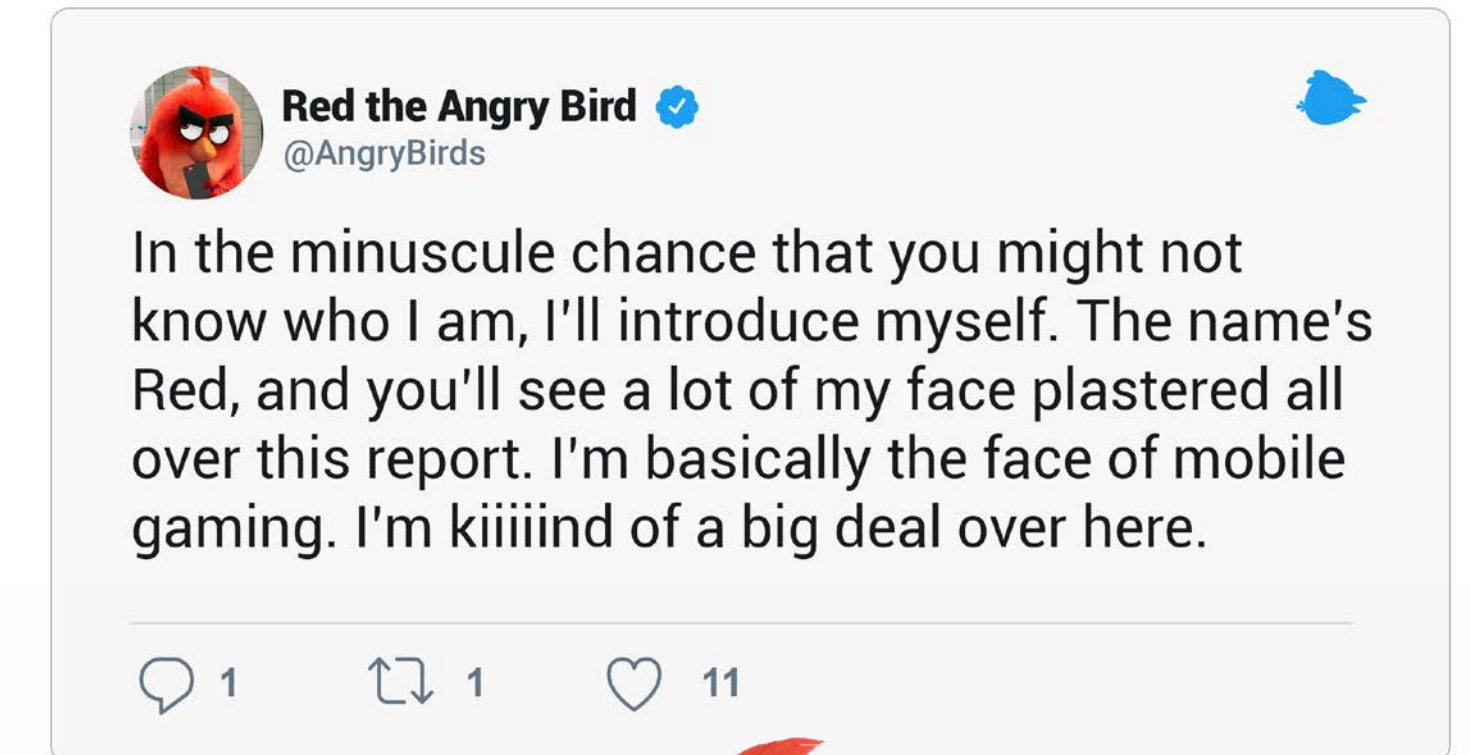 Red the Angry Bird
@AngryBirds
In the minuscule chance that you might not
know who I am, I'll introduce myself. The name's
Red, and you'll see a lot of my face plastered all
over this report. I'm basically the face of mobile
gaming. I'm kiiiiind of a big deal over here.
1 1 11